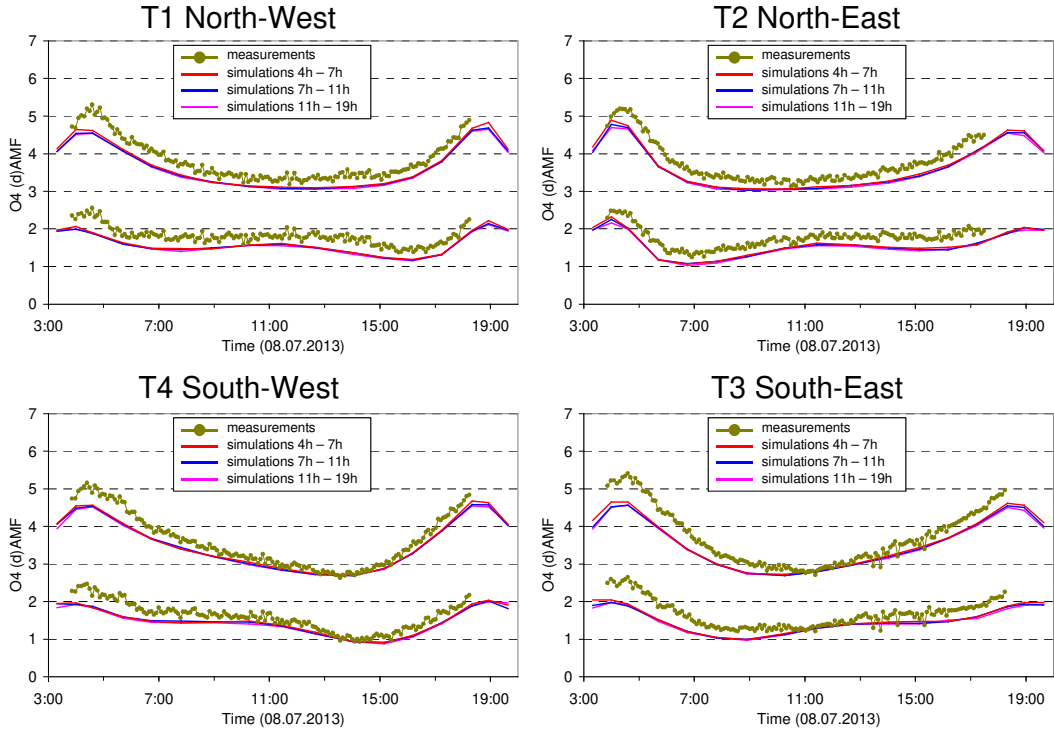 T1 North-West
7
6
5
4
3
2
1
0
O4 (d)AMF
measurements
simulations 4h – 7h
simulations 7h – 11h
simulations 11h – 19h
3:00 7:00 11:00 15:00 19:00
Time (08.07.2013)
T2 North-East
7
6
5
4
3
2
1
0
O4 (d)AMF
measurements
simulations 4h – 7h
simulations 7h – 11h
simulations 11h – 19h
3:00 7:00 11:00 15:00 19:00
Time (08.07.2013)
T4 South-West
7
6
5
4
3
2
1
0
O4 (d)AMF
measurements
simulations 4h – 7h
simulations 7h – 11h
simulations 11h – 19h
3:00 7:00 11:00 15:00 19:00
Time (08.07.2013)
T3 South-East
7
6
5
4
3
2
1
0
O4 (d)AMF
measurements
simulations 4h – 7h
simulations 7h – 11h
simulations 11h – 19h
3:00 7:00 11:00 15:00 19:00
Time (08.07.2013)